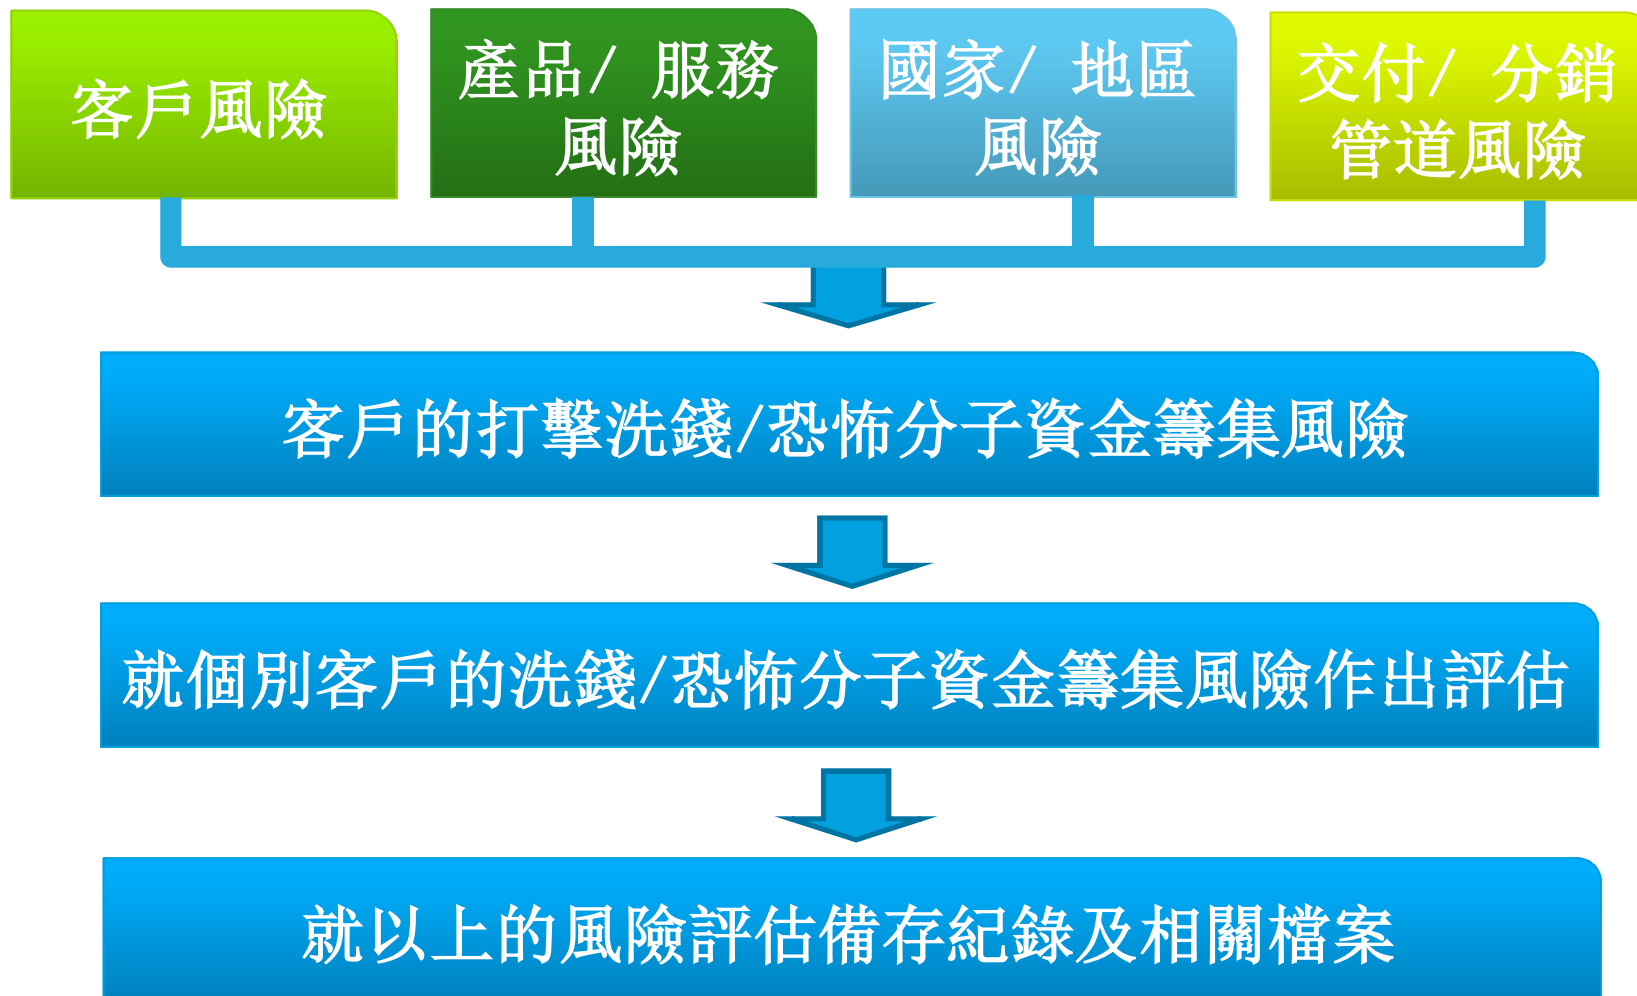 客戶風險
產品/ 服務
風險
國家/ 地區
風險
交付/ 分銷
管道風險
客戶的打擊洗錢/恐怖分子資金籌集風險
就個別客戶的洗錢/恐怖分子資金籌集風險作出評估
就以上的風險評估備存紀錄及相關檔案